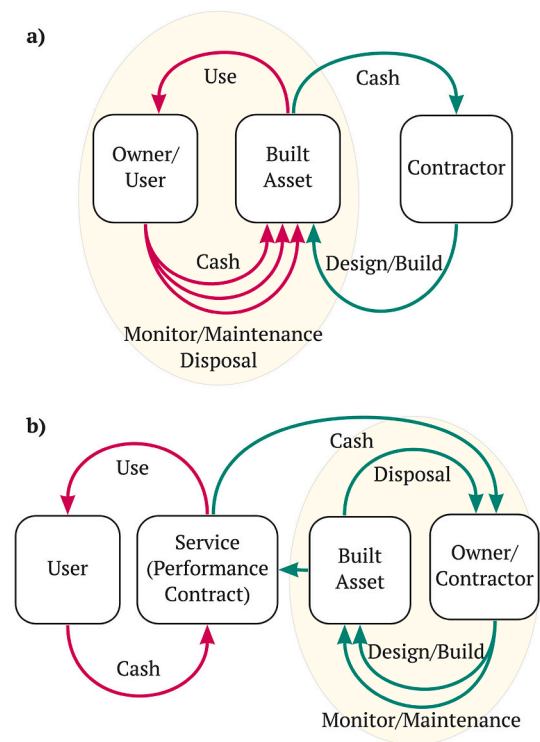 a)
Use
Cash
Owner/
User
Built
Asset
Contractor
Cash
Design/Build
Monitor/Maintenance
Disposal
b)
Cash
Use
Disposal
User
Service
(Performance
Contract)
Built
Asset
Owner/
Contractor
Cash
Design/Build
Monitor/Maintenance